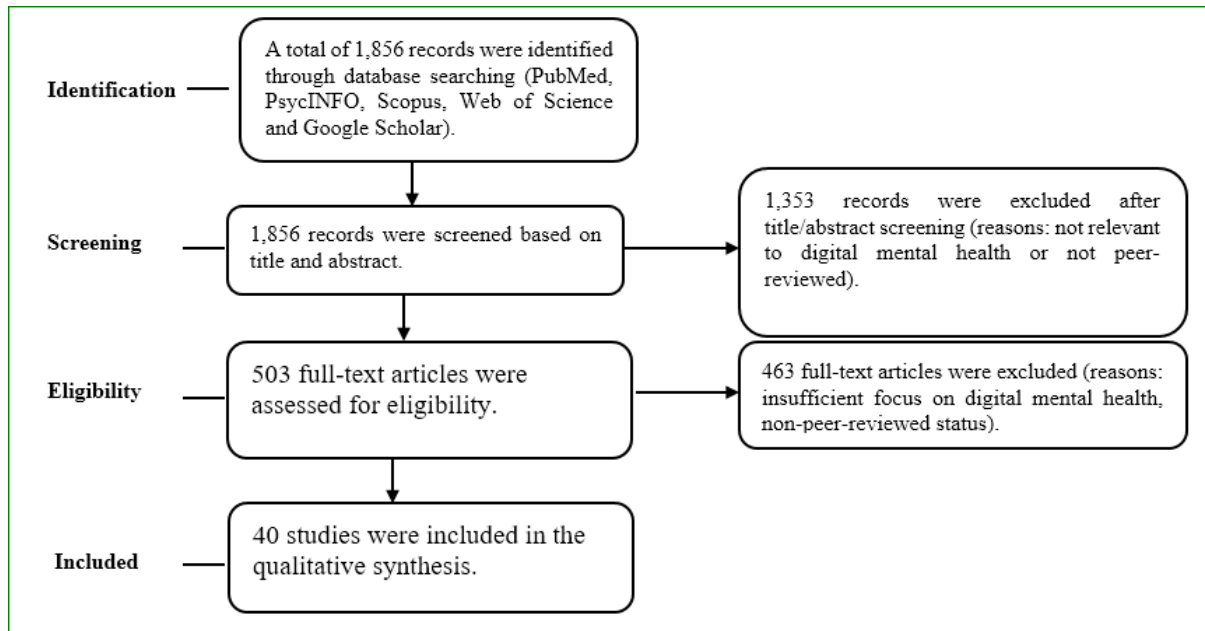 A total of 1,856 records were identified
through database searching (PubMed,
PsycINFO, Scopus, Web of Science
and Google Scholar).
Identification
1,353 records were excluded after
title/abstract screening (reasons: not relevant
to digital mental health or not peer-
reviewed).
Screening
1,856 records were screened based on
title and abstract.
Eligibility
503 full-text articles were
assessed for eligibility.
463 full-text articles were excluded (reasons:
insufficient focus on digital mental health,
non-peer-reviewed status).
Included
40 studies were included in the
qualitative synthesis.